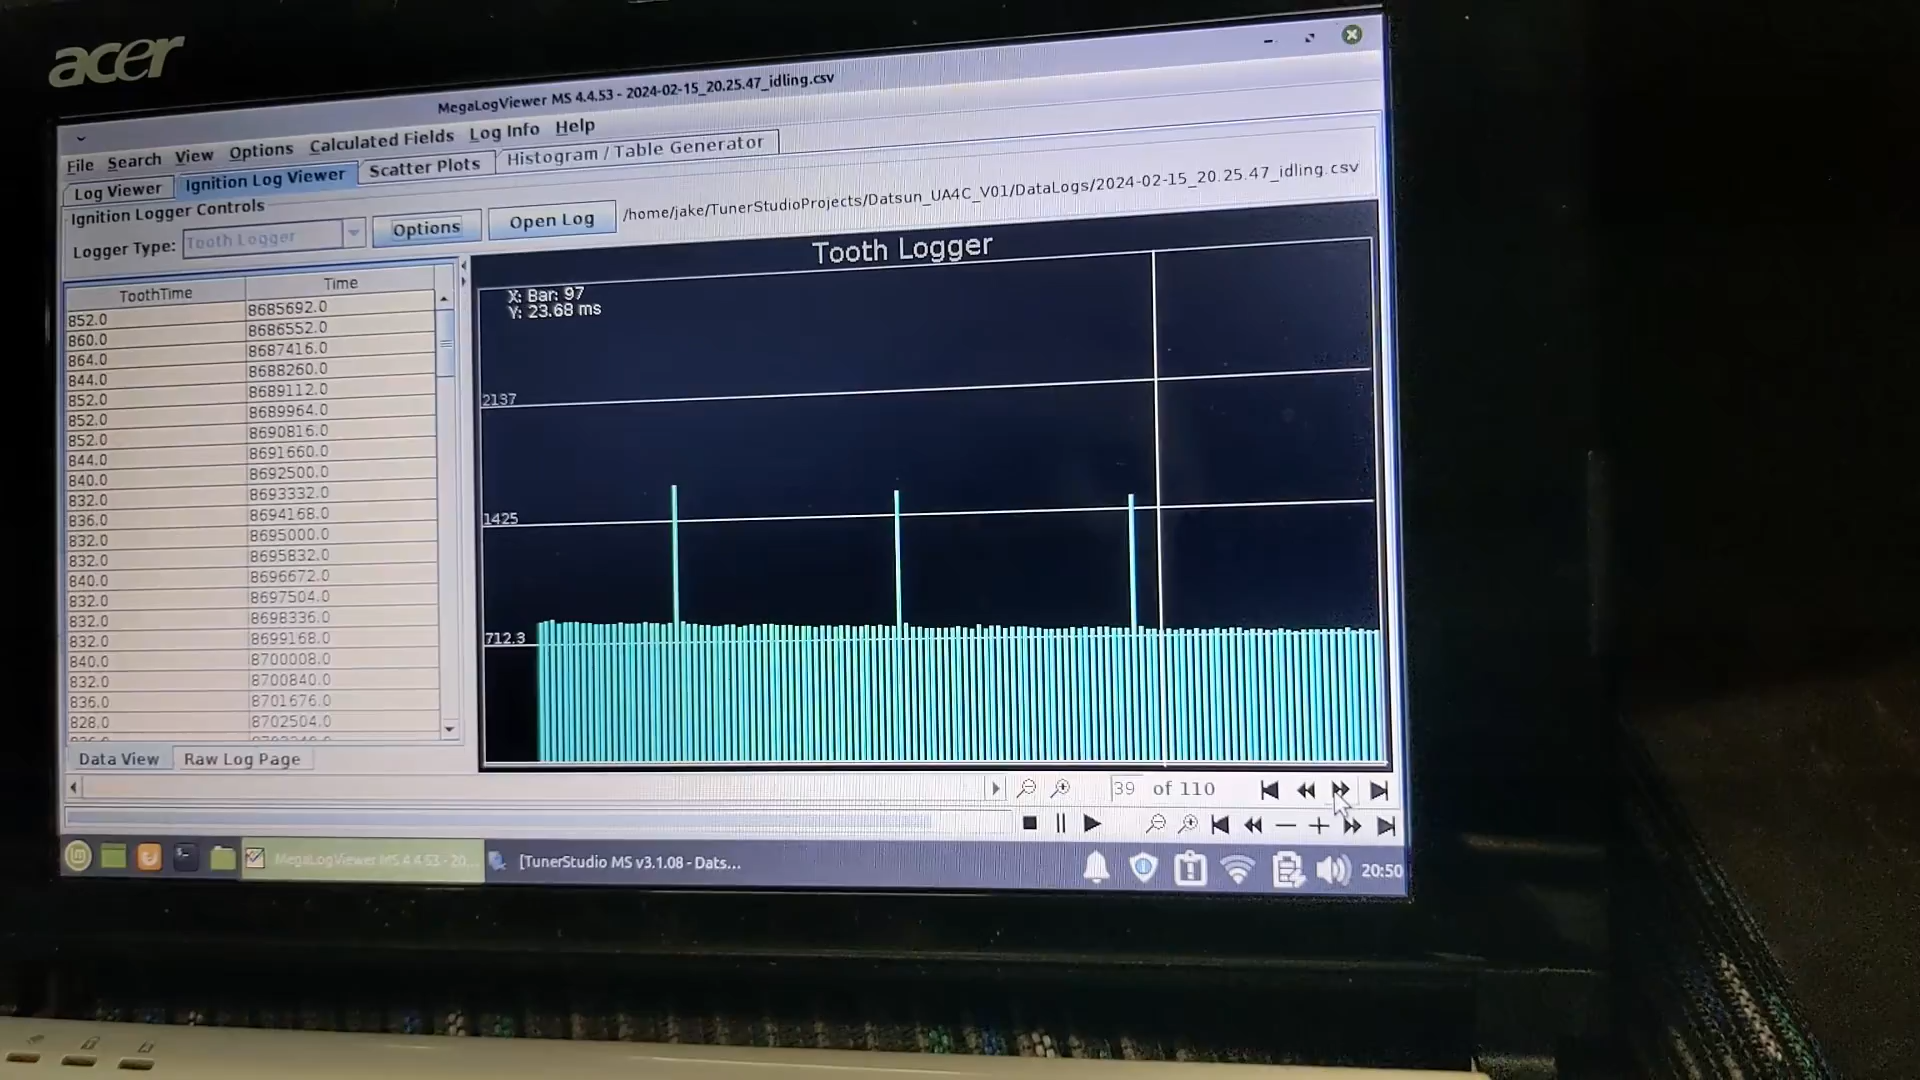 acer
MegaLogViewer MS 4.4.53 - 2024-02-15_20.25.47_idling.csv
File Search View Options Calculated Fields Log Info Help
Log Viewer Ignition Log Viewer Scatter Plots Histogram / Table Generator
Ignition Logger Controls
Logger Type: Tooth Logger Options Open Log /home/jake/TunerStudioProjects/Datsun_UA4C_V01/DataLogs/2024-02-15_20.25.47_idling.csv
Tooth Logger
X: Bar: 97
Y: 23.68 ms
2137
1425
712.3
ToothTime Time
852.0 8685692.0
860.0 8686552.0
864.0 8687416.0
844.0 8688260.0
852.0 8689112.0
852.0 8689964.0
852.0 8690816.0
844.0 8691660.0
840.0 8692500.0
832.0 8693332.0
836.0 8694168.0
832.0 8695000.0
832.0 8695832.0
840.0 8696672.0
832.0 8697504.0
832.0 8698336.0
832.0 8699168.0
840.0 8700008.0
832.0 8700840.0
836.0 8701676.0
828.0 8702504.0
Data View Raw Log Page
39 of 110
MegaLogViewer MS 4.4.53 - 20... [TunerStudio MS v3.1.08 - Dats... 20:50